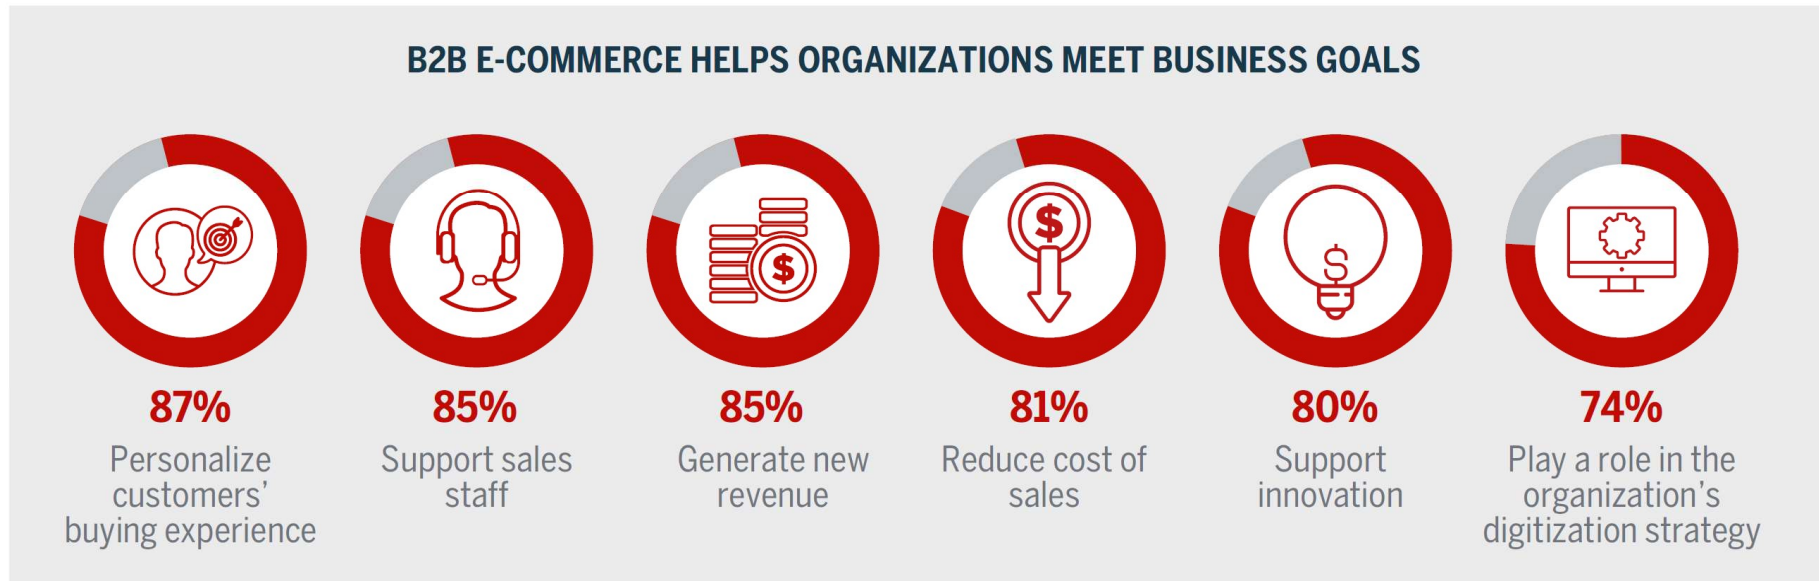 B2B E-COMMERCE HELPS ORGANIZATIONS MEET BUSINESS GOALS
$
$
$
87%
Personalize
customers'
buying experience
85%
Support sales
staff
85%
Generate new
revenue
81%
Reduce cost of
sales
80%
Support
innovation
74%
Play a role in the
organization's
digitization strategy